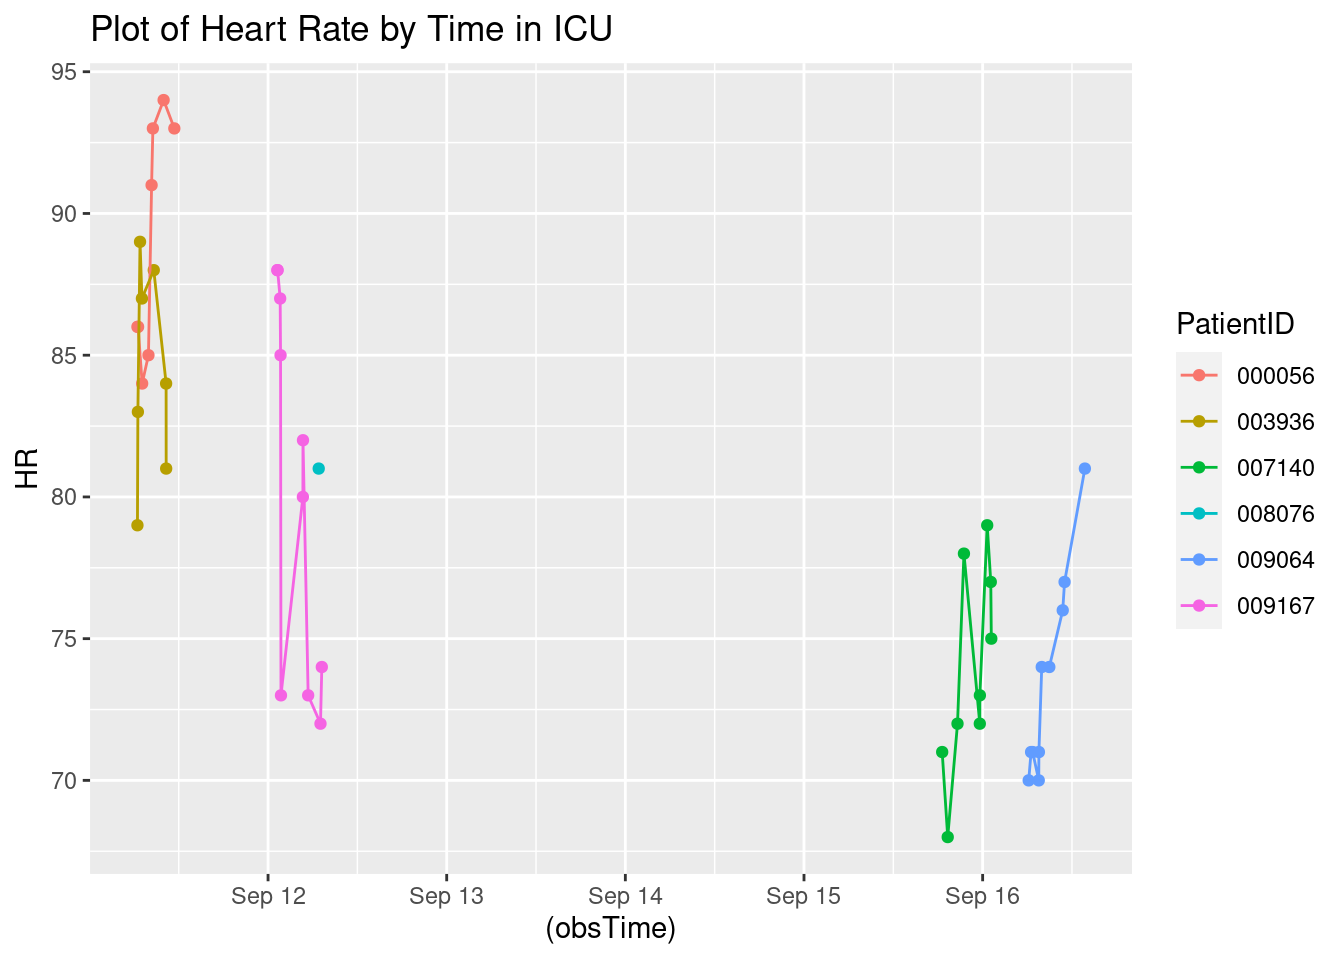 Plot of Heart Rate by Time in ICU
95
90
85
80
75
70
HR
Sep 12
Sep 13
Sep 14
Sep 15
Sep 16
(obsTime)
PatientID
000056
003936
007140
008076
009064
009167